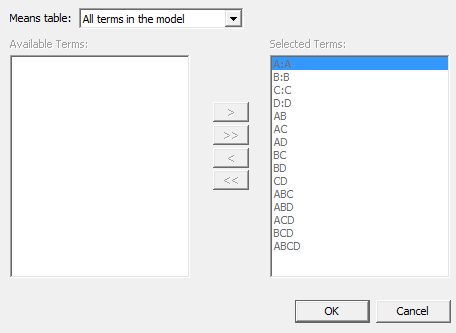 Means table: All terms in the model
Available Terms: Selected Terms:
A:A
B:B
C:C
D:D
AB
AC
AD
BC
BD
CD
ABC
ABD
ACD
BCD
ABCD
>
>>
<
<<
OK Cancel